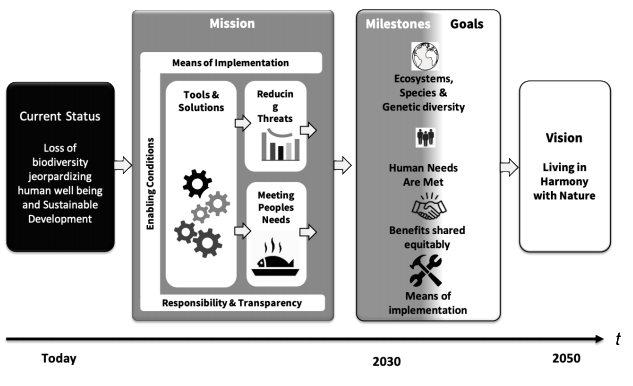 Current Status
Loss of
biodiversity
jeorpardizing
human well being
and Sustainable
Development
Mission
Means of Implementation
Enabling Conditions
Tools &
Solutions
Reducin
g
Threats
Meeting
Peoples
Needs
Responsibility & Transparency
Milestones Goals
Ecosystems,
Species &
Genetic diversity
Human Needs
Are Met
Benefits shared
equitably
Means of
implementation
Vision
Living in
Harmony
with Nature
t
Today
2030
2050